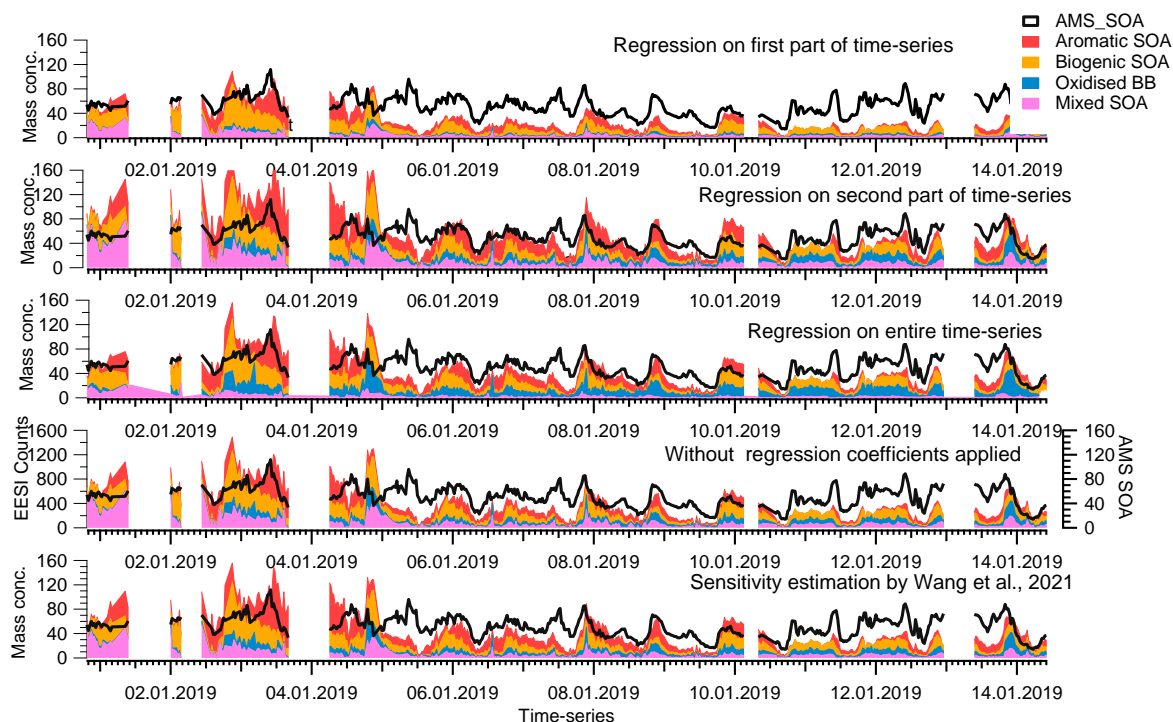 AMS_SOA
Aromatic SOA
Biogenic SOA
Oxidised BB
Mixed SOA
Regression on first part of time-series
Mass conc.
160
120
80
40
0
t
02.01.2019 04.01.2019 06.01.2019 08.01.2019 10.01.2019 12.01.2019 14.01.2019
Regression on second part of time-series
Mass conc.
160
120
80
40
0
02.01.2019 04.01.2019 06.01.2019 08.01.2019 10.01.2019 12.01.2019 14.01.2019
Regression on entire time-series
Mass conc.
160
120
80
40
0
02.01.2019 04.01.2019 06.01.2019 08.01.2019 10.01.2019 12.01.2019 14.01.2019
Without regression coefficients applied
EESI Counts
1600
1200
800
400
0
160
120
80
40
0
AMS SOA
02.01.2019 04.01.2019 06.01.2019 08.01.2019 10.01.2019 12.01.2019 14.01.2019
Sensitivity estimation by Wang et al., 2021
Mass conc.
160
120
80
40
0
02.01.2019 04.01.2019 06.01.2019 08.01.2019 10.01.2019 12.01.2019 14.01.2019
Time-series